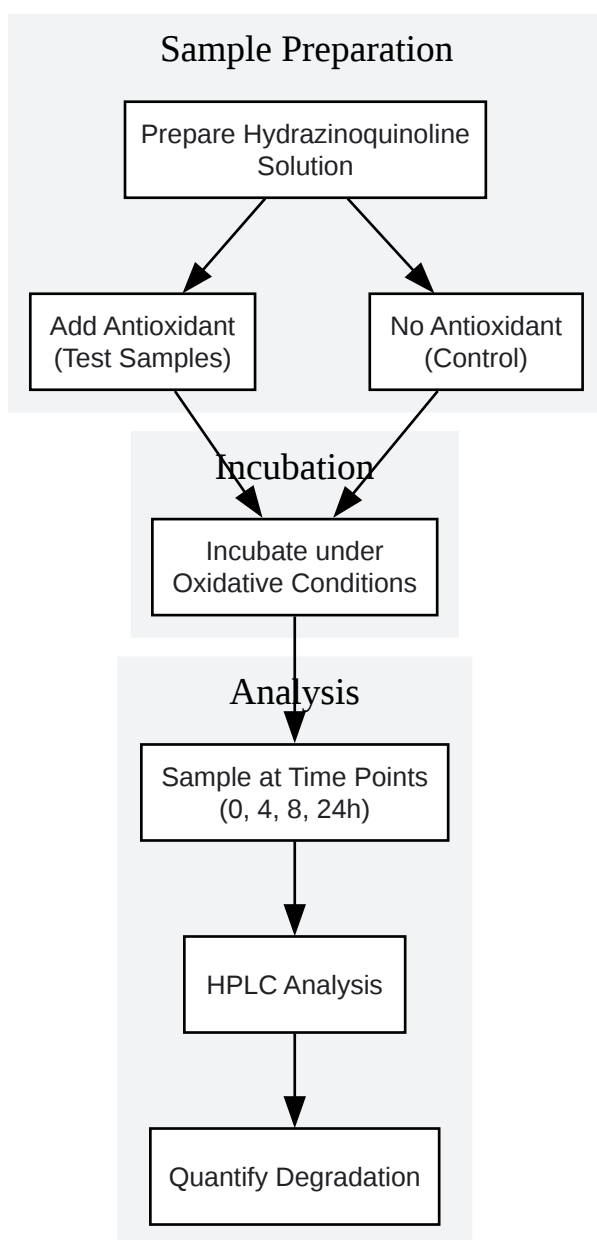 Sample Preparation
Prepare Hydrazinoquinoline
Solution
Add Antioxidant
(Test Samples)
No Antioxidant
(Control)
Incubation
Incubate under
Oxidative Conditions
Analysis
Sample at Time Points
(0, 4, 8, 24h)
HPLC Analysis
Quantify Degradation